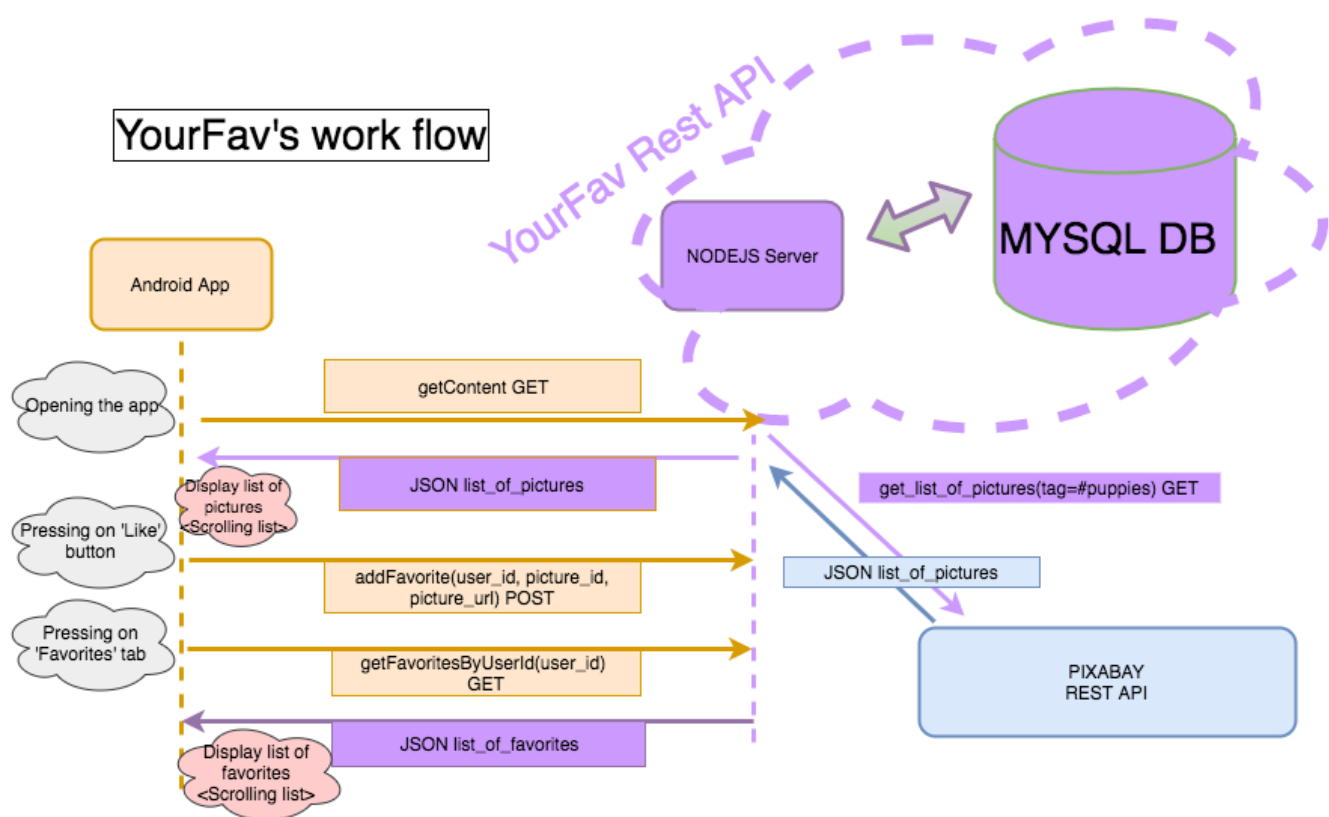 YourFav's work flow
YourFav Rest API
NODEJS Server
MYSQL DB
Android App
Opening the app
getContent GET
JSON list_of_pictures
Display list of
pictures
<Scrolling list>
get_list_of_pictures(tag=#puppies) GET
JSON list_of_pictures
Pressing on 'Like'
button
addFavorite(user_id, picture_id,
picture_url) POST
Pressing on
'Favorites' tab
getFavoritesByUserId(user_id)
GET
PIXABAY
REST API
JSON list_of_favorites
Display list of
favorites
<Scrolling list>